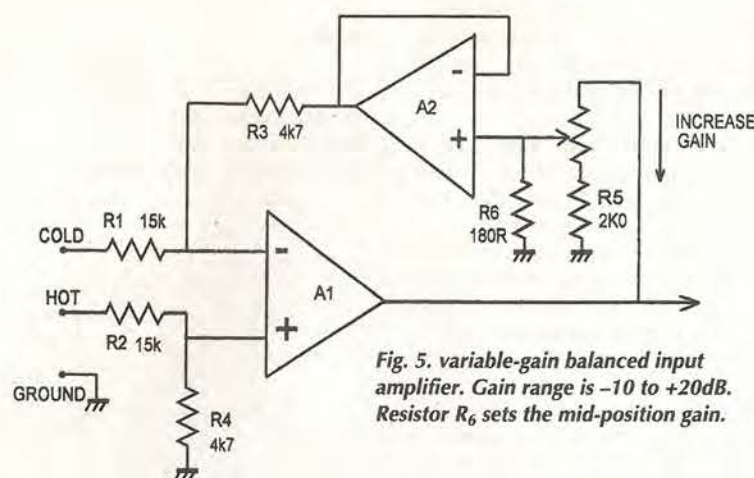 A2
-
+
R3 4k7
INCREASE
GAIN
R6
180R
R5
2K0
R1 15k
COLD
-
A1
+
HOT
R2 15k
GROUND
R4
4k7
Fig. 5. variable-gain balanced input
amplifier. Gain range is –10 to +20dB.
Resistor R6 sets the mid-position gain.